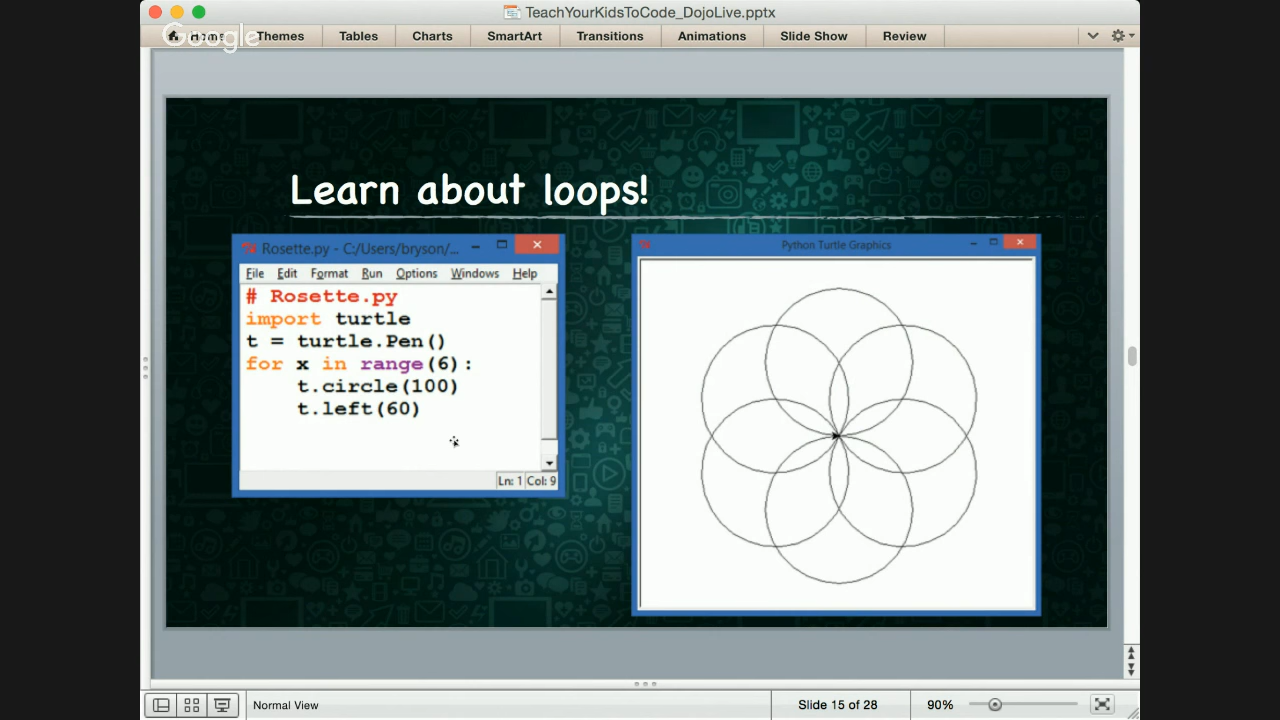 TeachYourKidsToCode_DojoLive.pptx
Google
Home Themes Tables Charts SmartArt Transitions Animations Slide Show Review
Learn about loops!
Rosette.py - C:/Users/bryson/...
File Edit Format Run Options Windows Help
# Rosette.py
import turtle
t = turtle.Pen()
for x in range(6):
t.circle(100)
t.left(60)
Ln: 1 Col: 9
Python Turtle Graphics
Normal View
Slide 15 of 28
90%